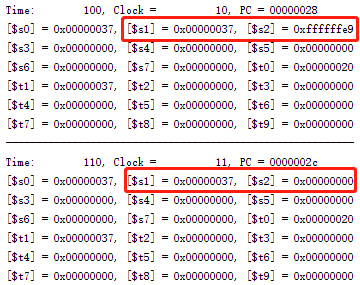 Time: 100, Clock = 10, PC = 00000028
[$s0] = 0x00000037, [$s1] = 0x00000037, [$s2] = 0xffffffe9
[$s3] = 0x00000000, [$s4] = 0x00000000, [$s5] = 0x00000000
[$s6] = 0x00000000, [$s7] = 0x00000000, [$t0] = 0x00000020
[$t1] = 0x00000037, [$t2] = 0x00000000, [$t3] = 0x00000000
[$t4] = 0x00000000, [$t5] = 0x00000000, [$t6] = 0x00000000
[$t7] = 0x00000000, [$t8] = 0x00000000, [$t9] = 0x00000000
Time: 110, Clock = 11, PC = 0000002c
[$s0] = 0x00000037, [$s1] = 0x00000037, [$s2] = 0x00000000
[$s3] = 0x00000000, [$s4] = 0x00000000, [$s5] = 0x00000000
[$s6] = 0x00000000, [$s7] = 0x00000000, [$t0] = 0x00000020
[$t1] = 0x00000037, [$t2] = 0x00000000, [$t3] = 0x00000000
[$t4] = 0x00000000, [$t5] = 0x00000000, [$t6] = 0x00000000
[$t7] = 0x00000000, [$t8] = 0x00000000, [$t9] = 0x00000000